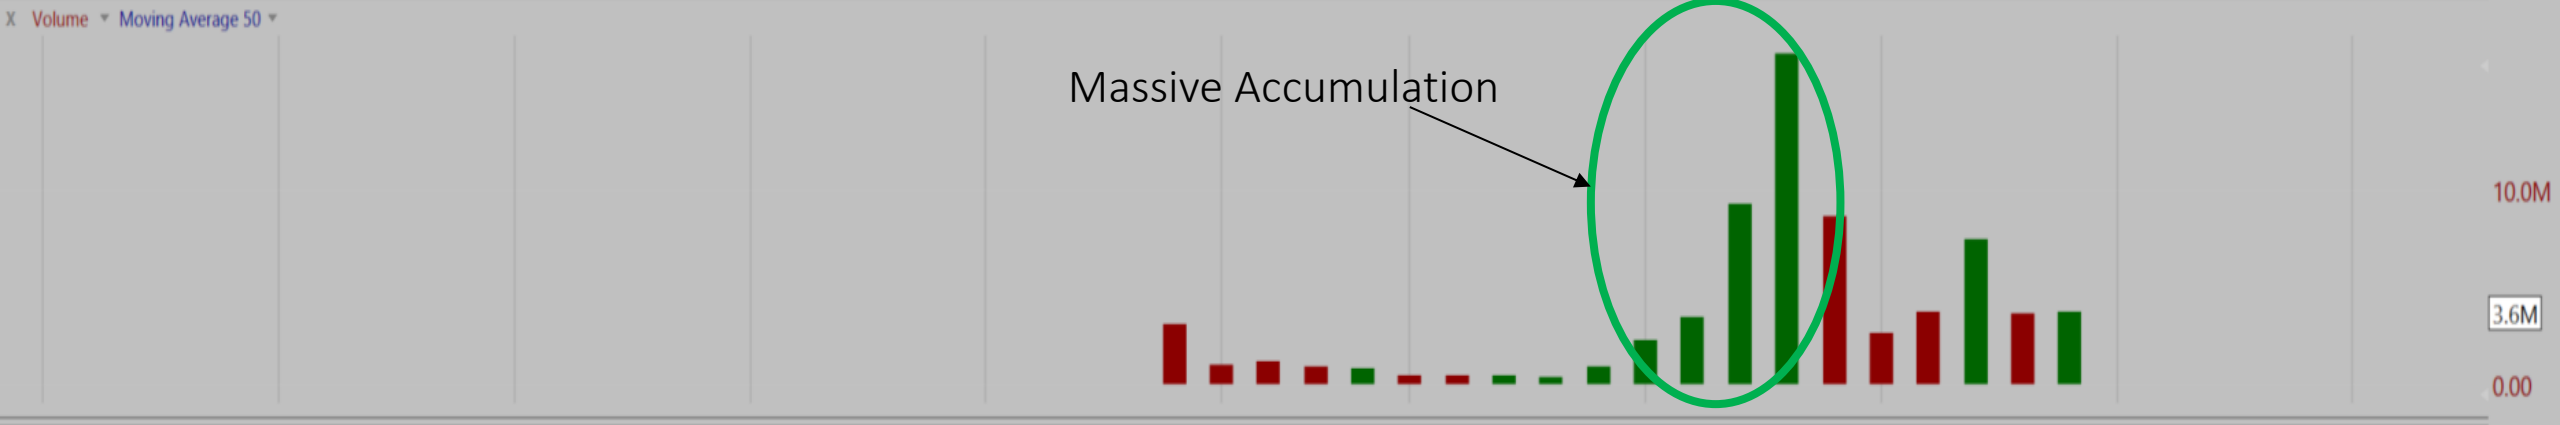 X Volume Moving Average 50
Massive Accumulation
10.0M
3.6M
0.00